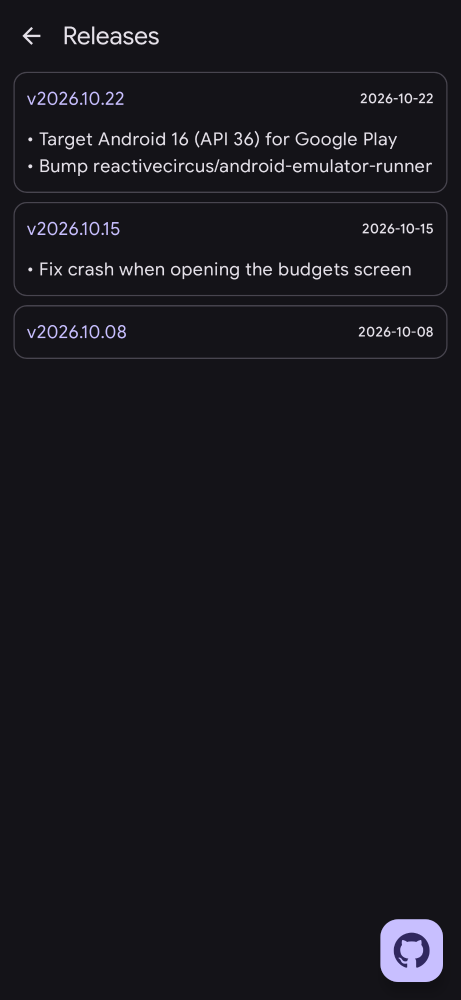 Releases
v2026.10.22 2026-10-22
• Target Android 16 (API 36) for Google Play
• Bump reactivecircus/android-emulator-runner
v2026.10.15 2026-10-15
• Fix crash when opening the budgets screen
v2026.10.08 2026-10-08